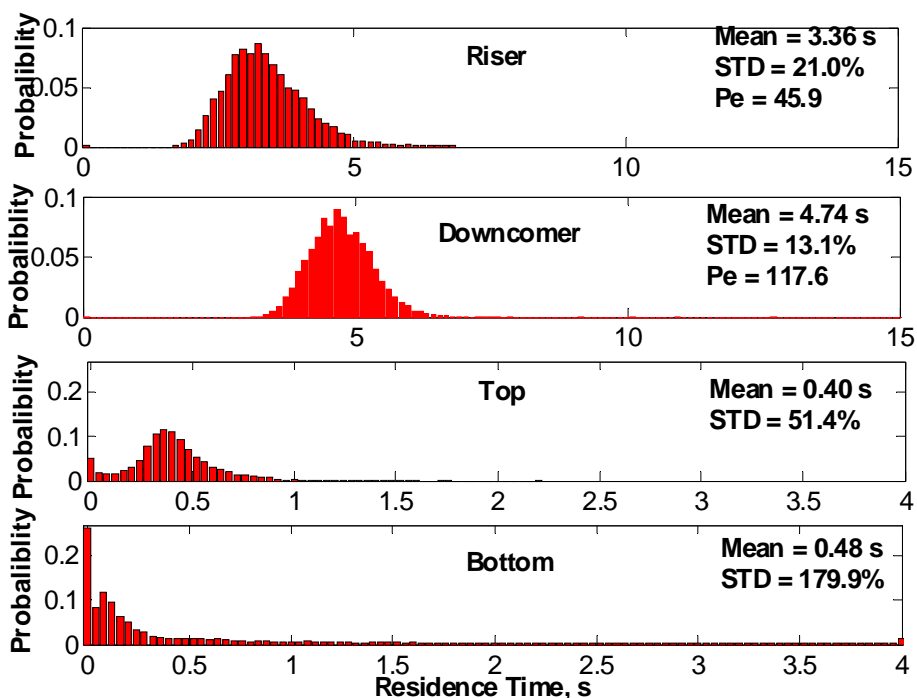 Probaliblity
0.1
0.05
0
Riser
Mean = 3.36 s
STD = 21.0%
Pe = 45.9
0 5 10 15
Probaliblity
0.1
0.05
0
Downcomer
Mean = 4.74 s
STD = 13.1%
Pe = 117.6
0 5 10 15
Probaliblity
0.2
0.1
0
Top
Mean = 0.40 s
STD = 51.4%
0 0.5 1 1.5 2 2.5 3 3.5 4
Probaliblity
0.2
0.1
0
Bottom
Mean = 0.48 s
STD = 179.9%
0 0.5 1 1.5 2 2.5 3 3.5 4
Residence Time, s